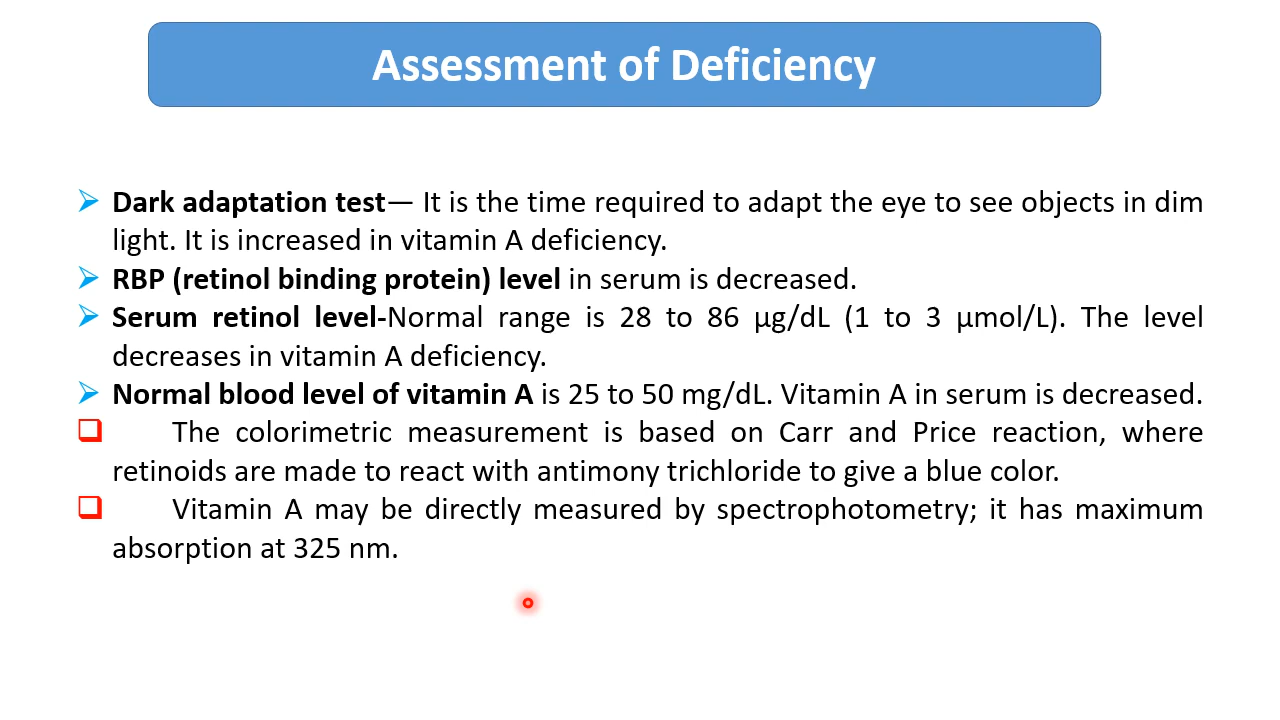 Assessment of Deficiency
Dark adaptation test— It is the time required to adapt the eye to see objects in dim
light. It is increased in vitamin A deficiency.
RBP (retinol binding protein) level in serum is decreased.
Serum retinol level-Normal range is 28 to 86 µg/dL (1 to 3 µmol/L). The level
decreases in vitamin A deficiency.
Normal blood level of vitamin A is 25 to 50 mg/dL. Vitamin A in serum is decreased.
The colorimetric measurement is based on Carr and Price reaction, where
retinoids are made to react with antimony trichloride to give a blue color.
Vitamin A may be directly measured by spectrophotometry; it has maximum
absorption at 325 nm.